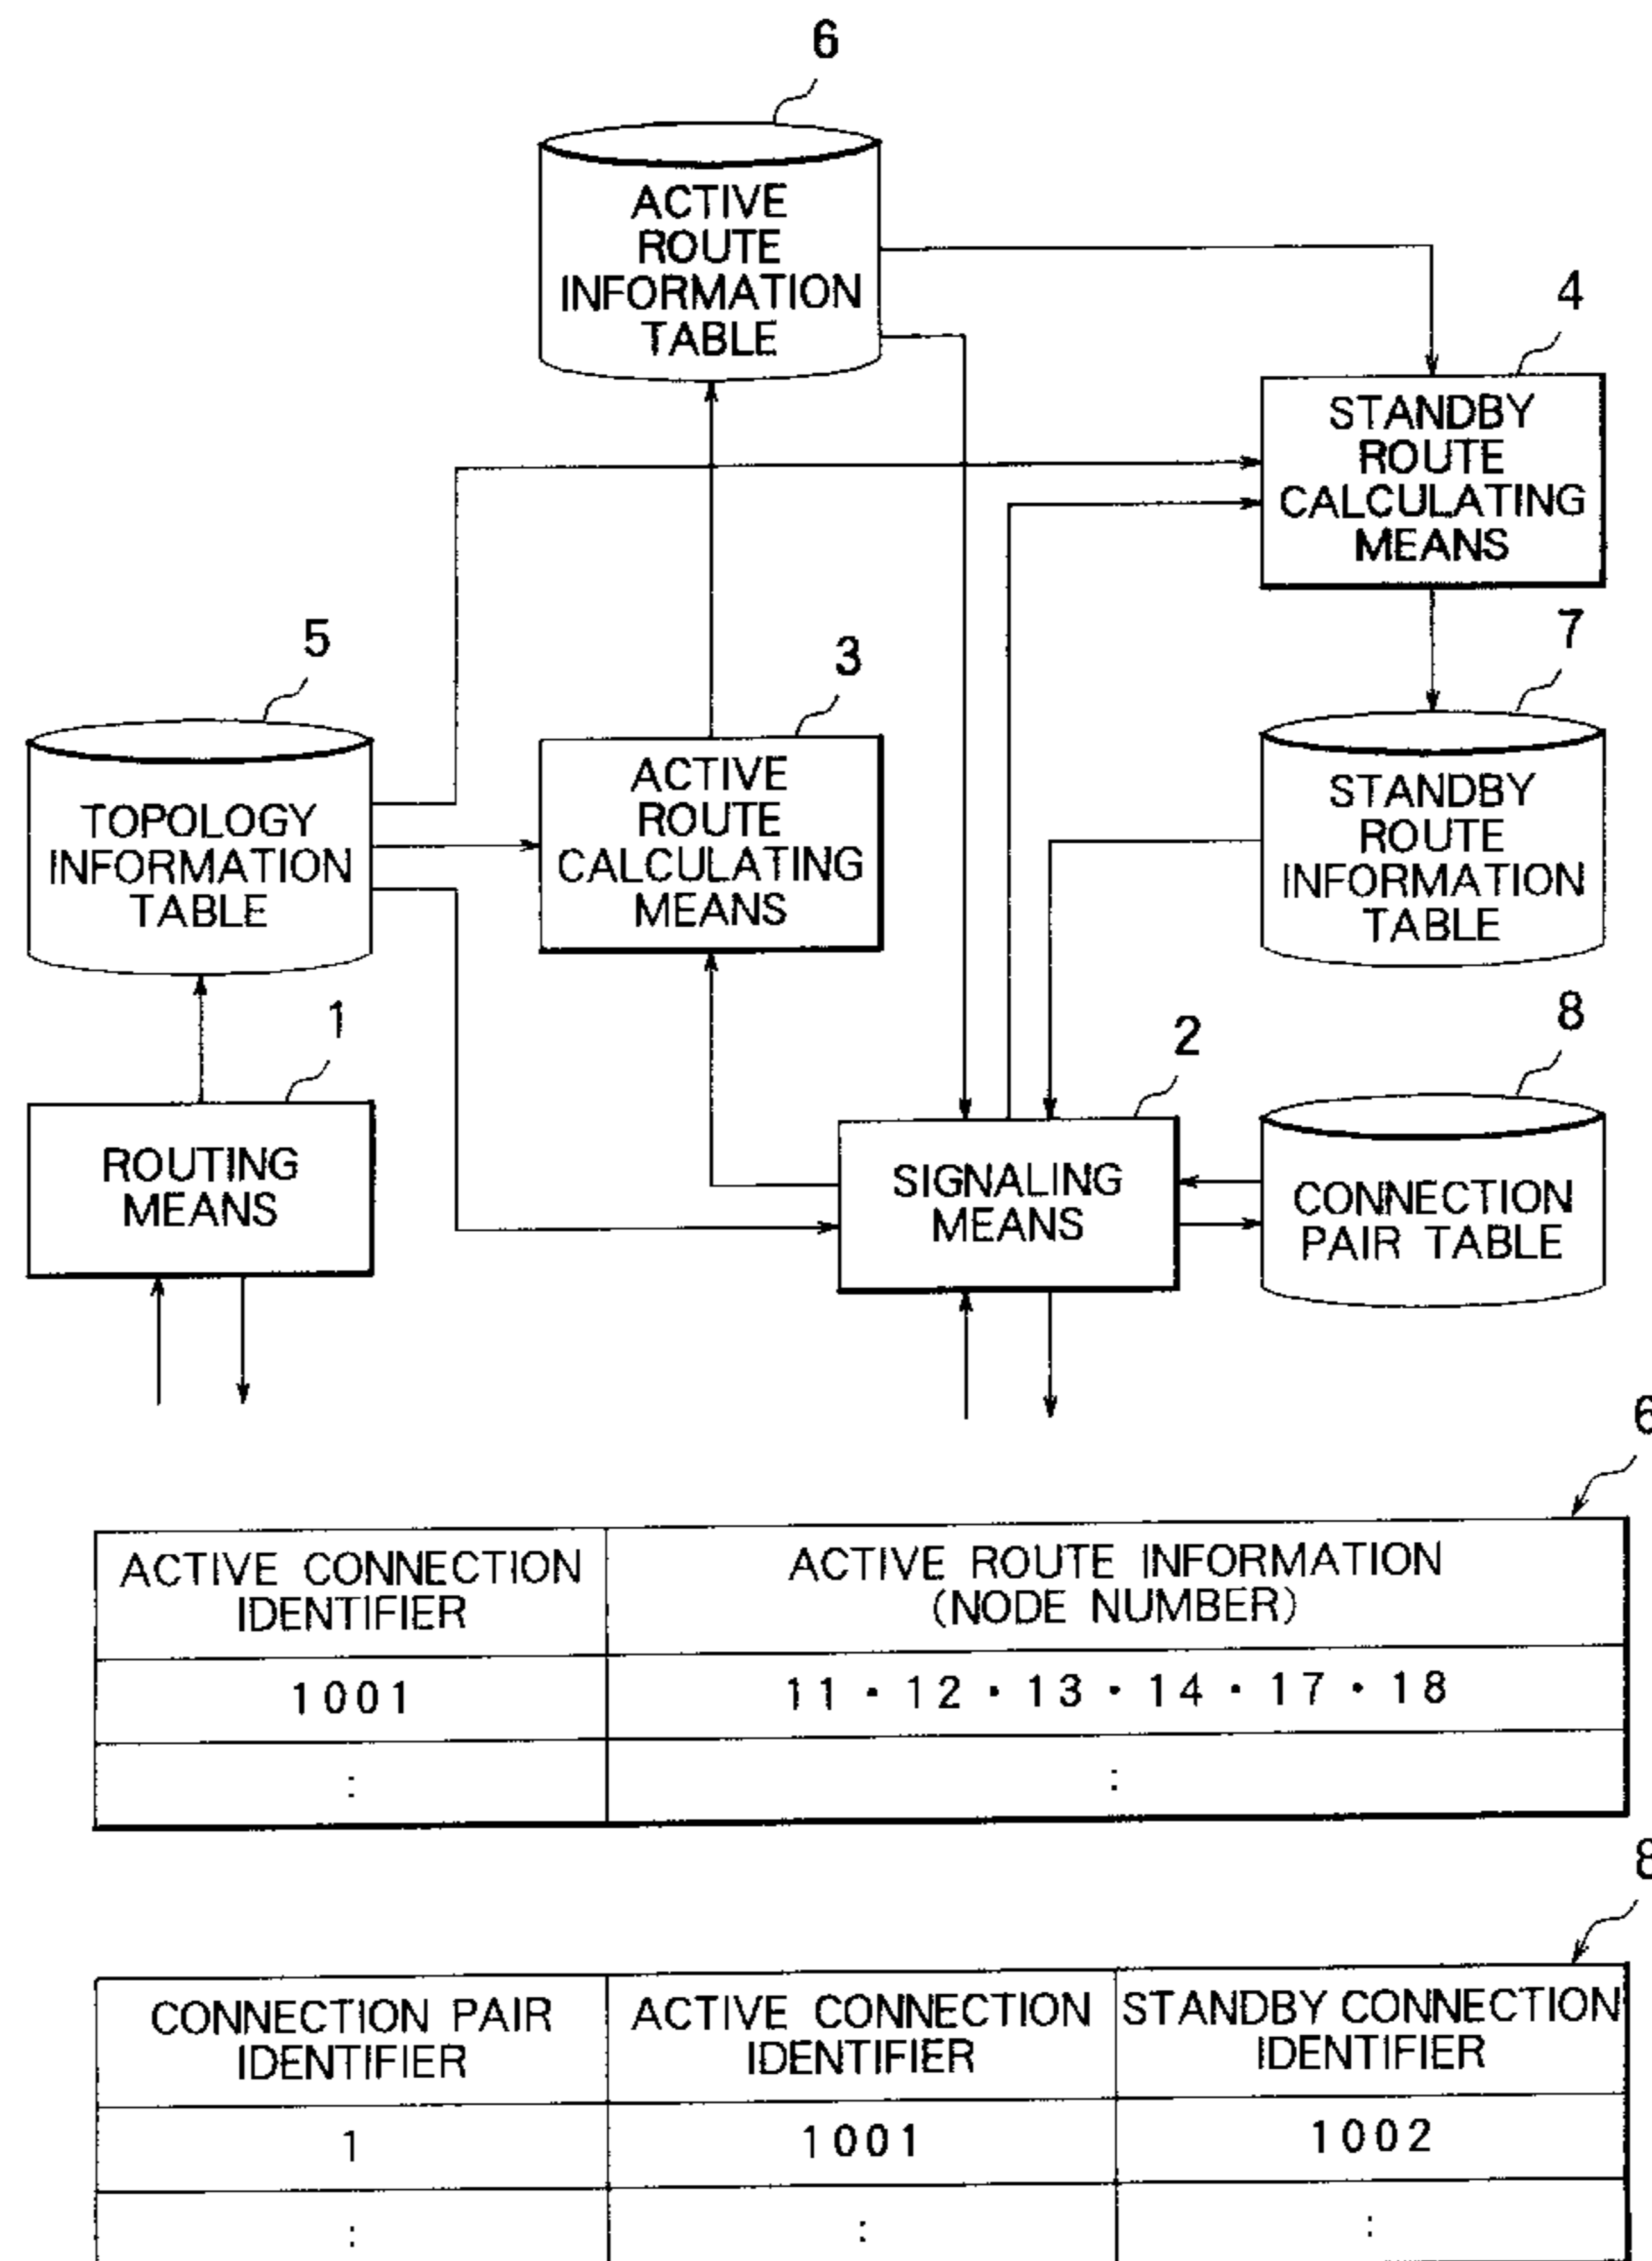 6
ACTIVE
ROUTE
INFORMATION
TABLE
4
STANDBY
ROUTE
CALCULATING
MEANS
5
3
7
TOPOLOGY
INFORMATION
TABLE
ACTIVE
ROUTE
CALCULATING
MEANS
STANDBY
ROUTE
INFORMATION
TABLE
1
2
8
ROUTING
MEANS
SIGNALING
MEANS
CONNECTION
PAIR TABLE
6
ACTIVE CONNECTION
IDENTIFIER
ACTIVE ROUTE INFORMATION
(NODE NUMBER)
1001
11・12・13・14・17・18
:
:
8
CONNECTION PAIR
IDENTIFIER
ACTIVE CONNECTION
IDENTIFIER
STANDBY CONNECTION
IDENTIFIER
1
1001
1002
:
:
: